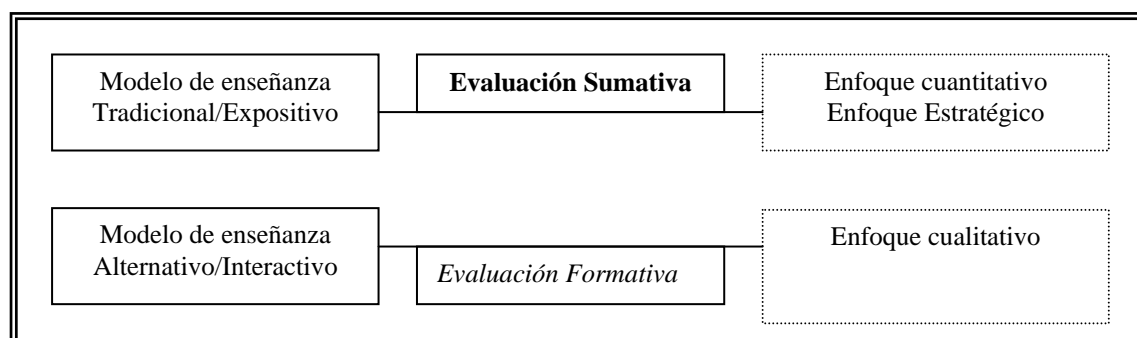 Modelo de enseñanza
Tradicional/Expositivo
Evaluación Sumativa
Enfoque cuantitativo
Enfoque Estratégico
Modelo de enseñanza
Alternativo/Interactivo
Evaluación Formativa
Enfoque cualitativo